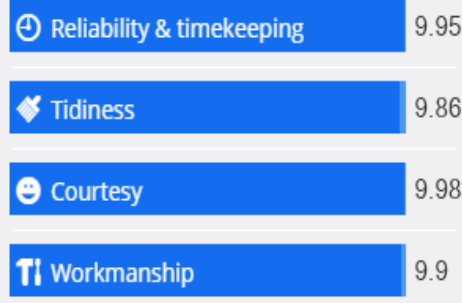 Reliability & timekeeping 9.95
Tidiness 9.86
Courtesy 9.98
Workmanship 9.9